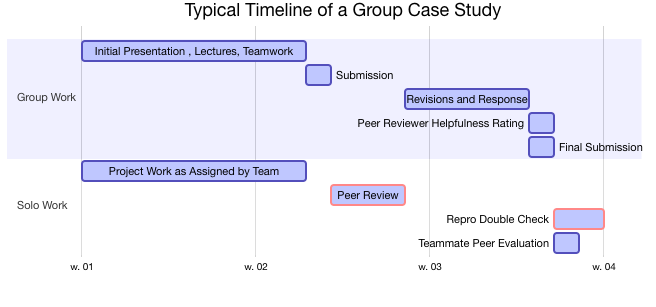 Typical Timeline of a Group Case Study
Initial Presentation , Lectures, Teamwork
Submission
Group Work
Revisions and Response
Peer Reviewer Helpfulness Rating
Final Submission
Project Work as Assigned by Team
Peer Review
Solo Work
Repro Double Check
Teammate Peer Evaluation
w. 01 w. 02 w. 03 w. 04